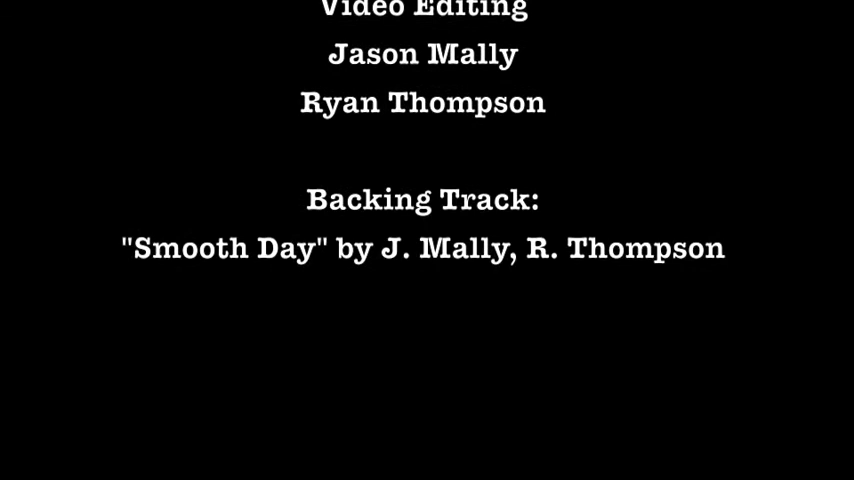 Video Editing
Jason Mally
Ryan Thompson
Backing Track:
"Smooth Day" by J. Mally, R. Thompson